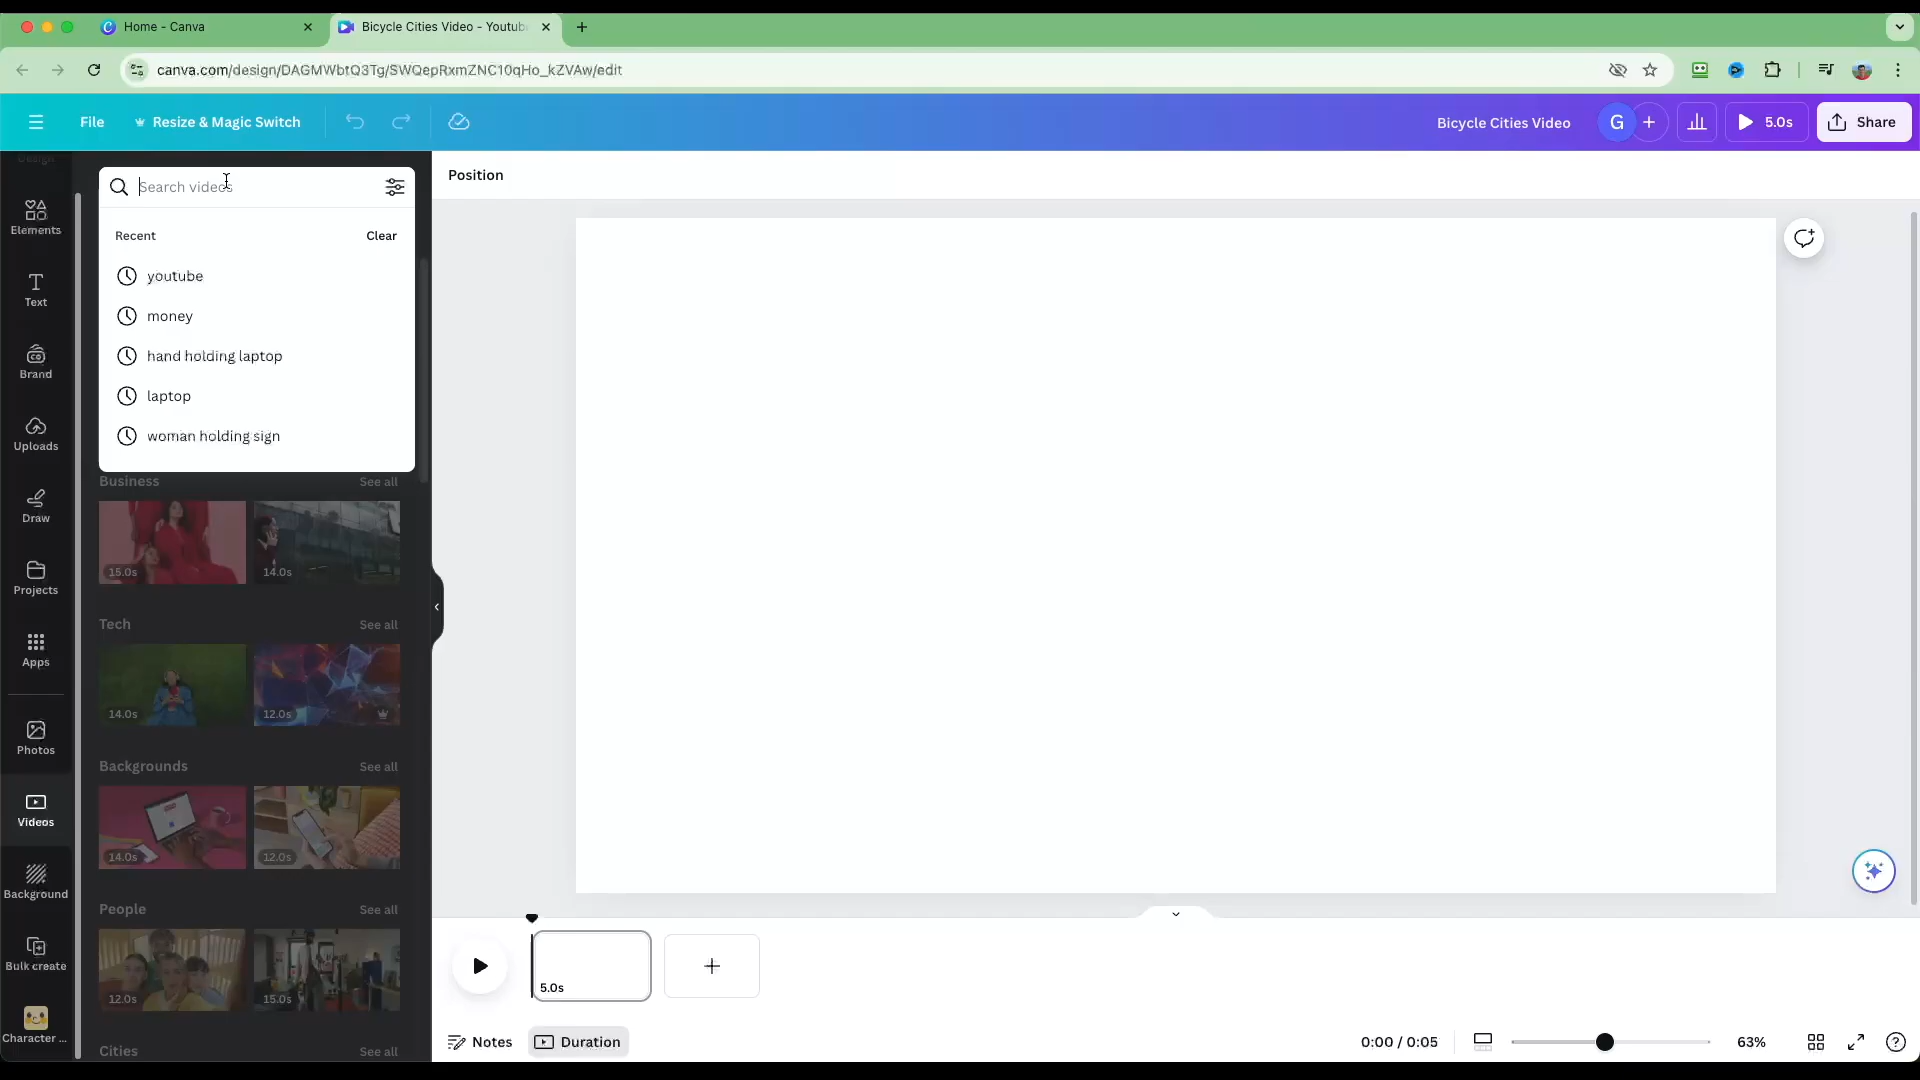 Home - Canva
Bicycle Cities Video - Youtub
canva.com/design/DAGMWbtQ3Tg/SWQepRxmZNC10qHo_kZVAw/edit
File
Resize & Magic Switch
Bicycle Cities Video
G
5.0s
Share
Design
Elements
Text
Brand
Uploads
Draw
Projects
Apps
Photos
Videos
Background
Bulk create
Character ...
Search videos
Recent
Clear
youtube
money
hand holding laptop
laptop
woman holding sign
Business
See all
15.0s
14.0s
Tech
See all
14.0s
12.0s
Backgrounds
See all
14.0s
12.0s
People
See all
12.0s
15.0s
Cities
See all
Position
5.0s
Notes
Duration
0:00 / 0:05
63%